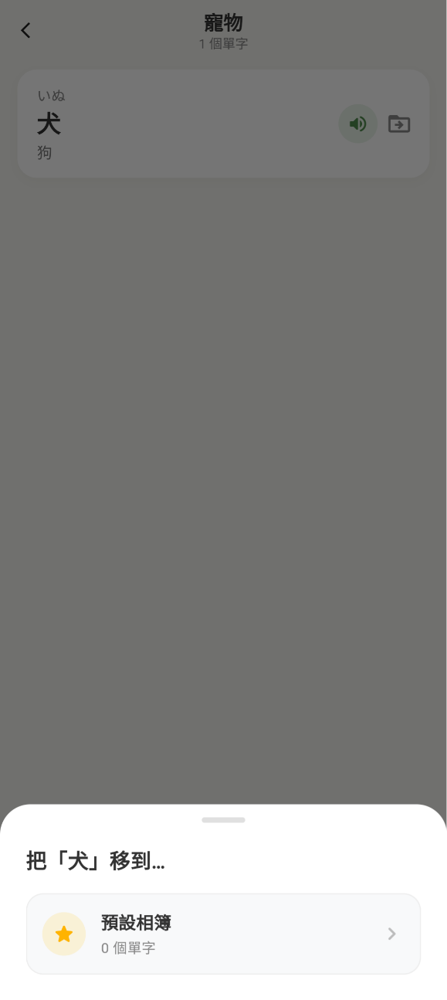 寵物
1 個單字
いぬ
犬
狗
把「犬」移到...
預設相簿
0 個單字